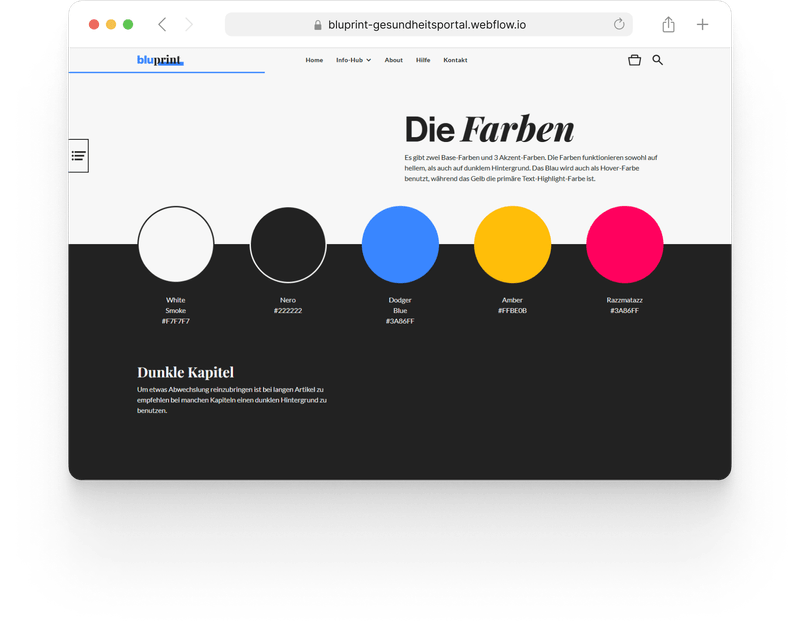 bluprint-gesundheitsportal.webflow.io
bluprint
Home Info-Hub About Hilfe Kontakt
Die Farben
Es gibt zwei Base-Farben und 3 Akzent-Farben. Die Farben funktionieren sowohl auf
hellem, als auch auf dunklem Hintergrund. Das Blau wird auch als Hover-Farbe
benutzt, während das Gelb die primäre Text-Highlight-Farbe ist.
White
Smoke
#F7F7F7
Nero
#222222
Dodger
Blue
#3A86FF
Amber
#FFBE0B
Razzmatazz
#3A86FF
Dunkle Kapitel
Um etwas Abwechslung reinzubringen ist bei langen Artikel zu
empfehlen bei manchen Kapiteln einen dunklen Hintergrund zu
benutzen.